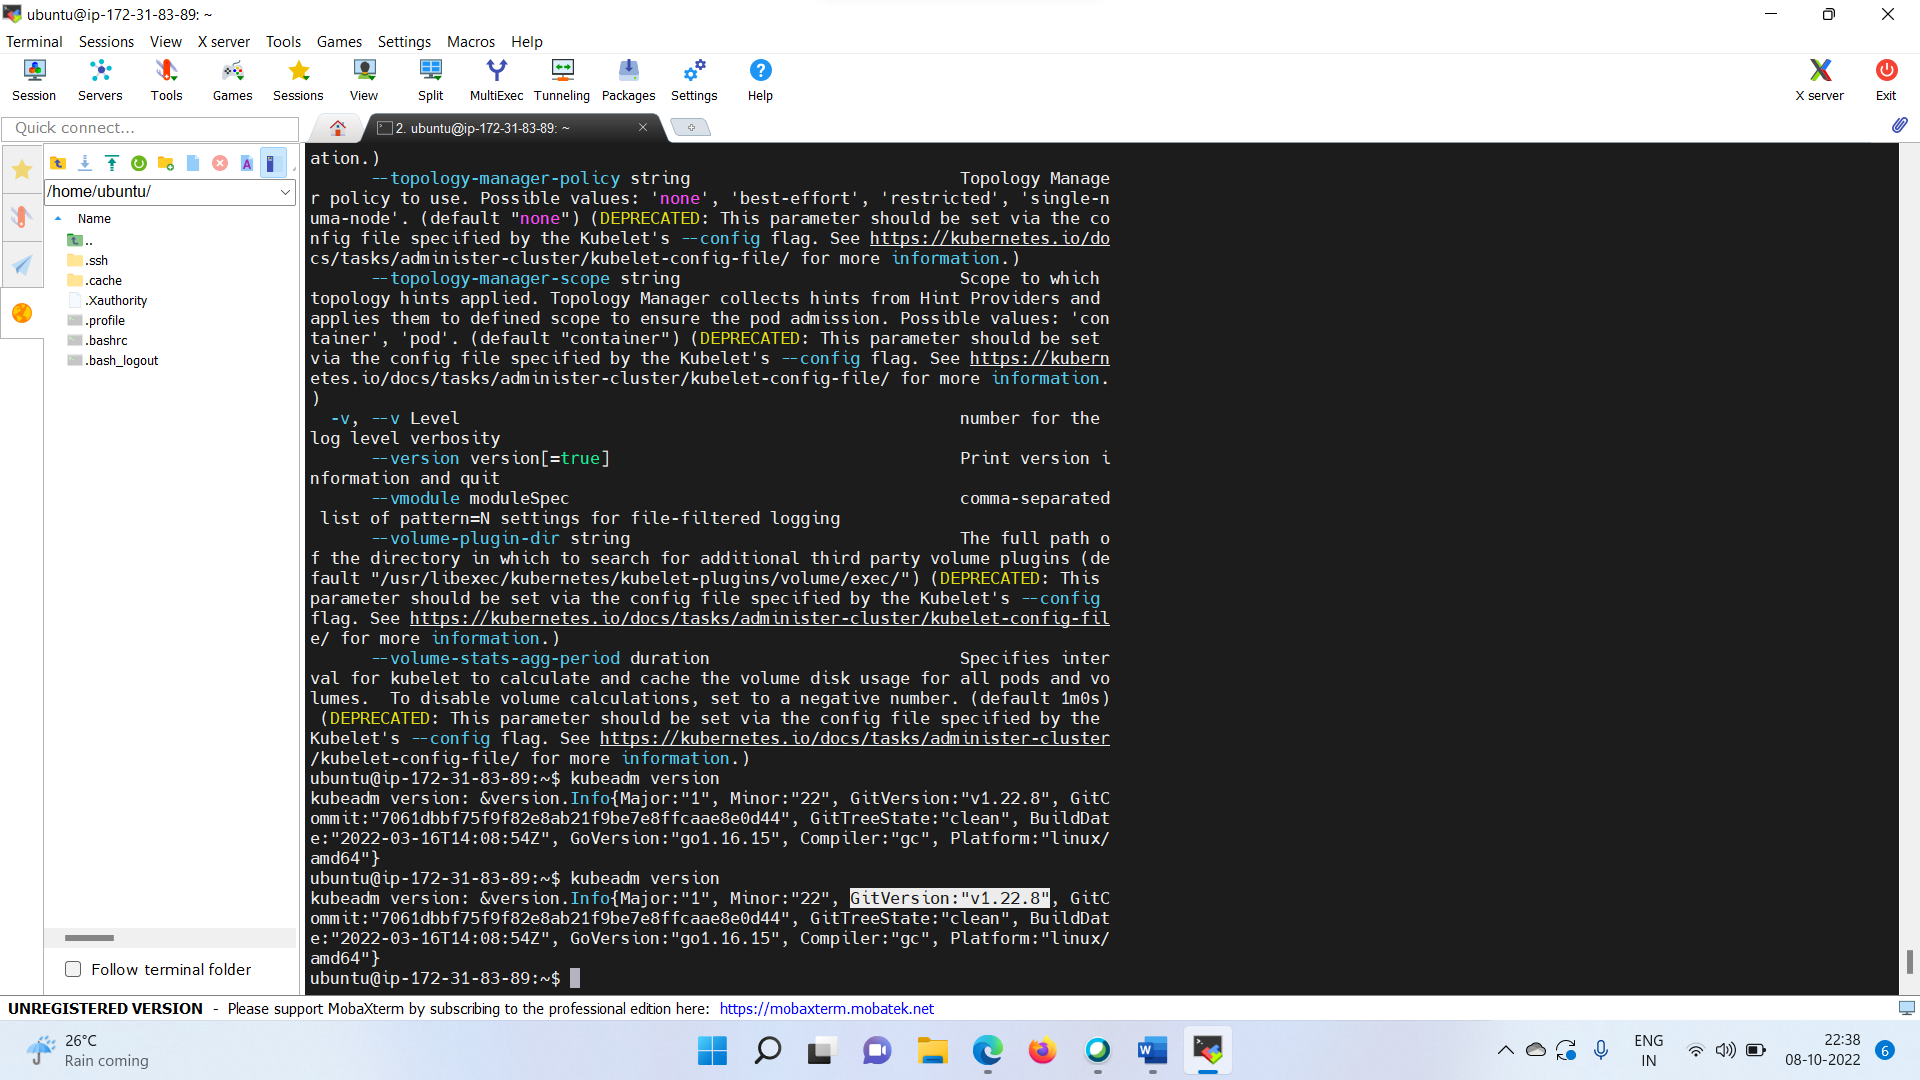 ubuntu@ip-172-31-83-89: ~
Terminal Sessions View X server Tools Games Settings Macros Help
Session Servers Tools Games Sessions View Split MultiExec Tunneling Packages Settings Help X server Exit
Quick connect...
2. ubuntu@ip-172-31-83-89: ~
/home/ubuntu/
Name
..
.ssh
.cache
.Xauthority
.profile
.bashrc
.bash_logout
Follow terminal folder
ation.)
--topology-manager-policy string Topology Manage
r policy to use. Possible values: 'none', 'best-effort', 'restricted', 'single-n
uma-node'. (default "none") (DEPRECATED: This parameter should be set via the co
nfig file specified by the Kubelet's --config flag. See https://kubernetes.io/do
cs/tasks/administer-cluster/kubelet-config-file/ for more information.)
--topology-manager-scope string Scope to which
topology hints applied. Topology Manager collects hints from Hint Providers and
applies them to defined scope to ensure the pod admission. Possible values: 'con
tainer', 'pod'. (default "container") (DEPRECATED: This parameter should be set
via the config file specified by the Kubelet's --config flag. See https://kubern
etes.io/docs/tasks/administer-cluster/kubelet-config-file/ for more information.
)
-v, --v Level number for the
log level verbosity
--version version[=true] Print version i
nformation and quit
--vmodule moduleSpec comma-separated
list of pattern=N settings for file-filtered logging
--volume-plugin-dir string The full path o
f the directory in which to search for additional third party volume plugins (de
fault "/usr/libexec/kubernetes/kubelet-plugins/volume/exec/") (DEPRECATED: This
parameter should be set via the config file specified by the Kubelet's --config
flag. See https://kubernetes.io/docs/tasks/administer-cluster/kubelet-config-fil
e/ for more information.)
--volume-stats-agg-period duration Specifies inter
val for kubelet to calculate and cache the volume disk usage for all pods and vo
lumes.  To disable volume calculations, set to a negative number. (default 1m0s)
(DEPRECATED: This parameter should be set via the config file specified by the
Kubelet's --config flag. See https://kubernetes.io/docs/tasks/administer-cluster
/kubelet-config-file/ for more information.)
ubuntu@ip-172-31-83-89:~$ kubeadm version
kubeadm version: &version.Info{Major:"1", Minor:"22", GitVersion:"v1.22.8", GitC
ommit:"7061dbbf75f9f82e8ab21f9be7e8ffcaae8e0d44", GitTreeState:"clean", BuildDat
e:"2022-03-16T14:08:54Z", GoVersion:"go1.16.15", Compiler:"gc", Platform:"linux/
amd64"}
ubuntu@ip-172-31-83-89:~$ kubeadm version
kubeadm version: &version.Info{Major:"1", Minor:"22", GitVersion:"v1.22.8", GitC
ommit:"7061dbbf75f9f82e8ab21f9be7e8ffcaae8e0d44", GitTreeState:"clean", BuildDat
e:"2022-03-16T14:08:54Z", GoVersion:"go1.16.15", Compiler:"gc", Platform:"linux/
amd64"}
ubuntu@ip-172-31-83-89:~$
UNREGISTERED VERSION - Please support MobaXterm by subscribing to the professional edition here: https://mobaxterm.mobatek.net
26°C
Rain coming
ENG
IN
22:38
08-10-2022
6